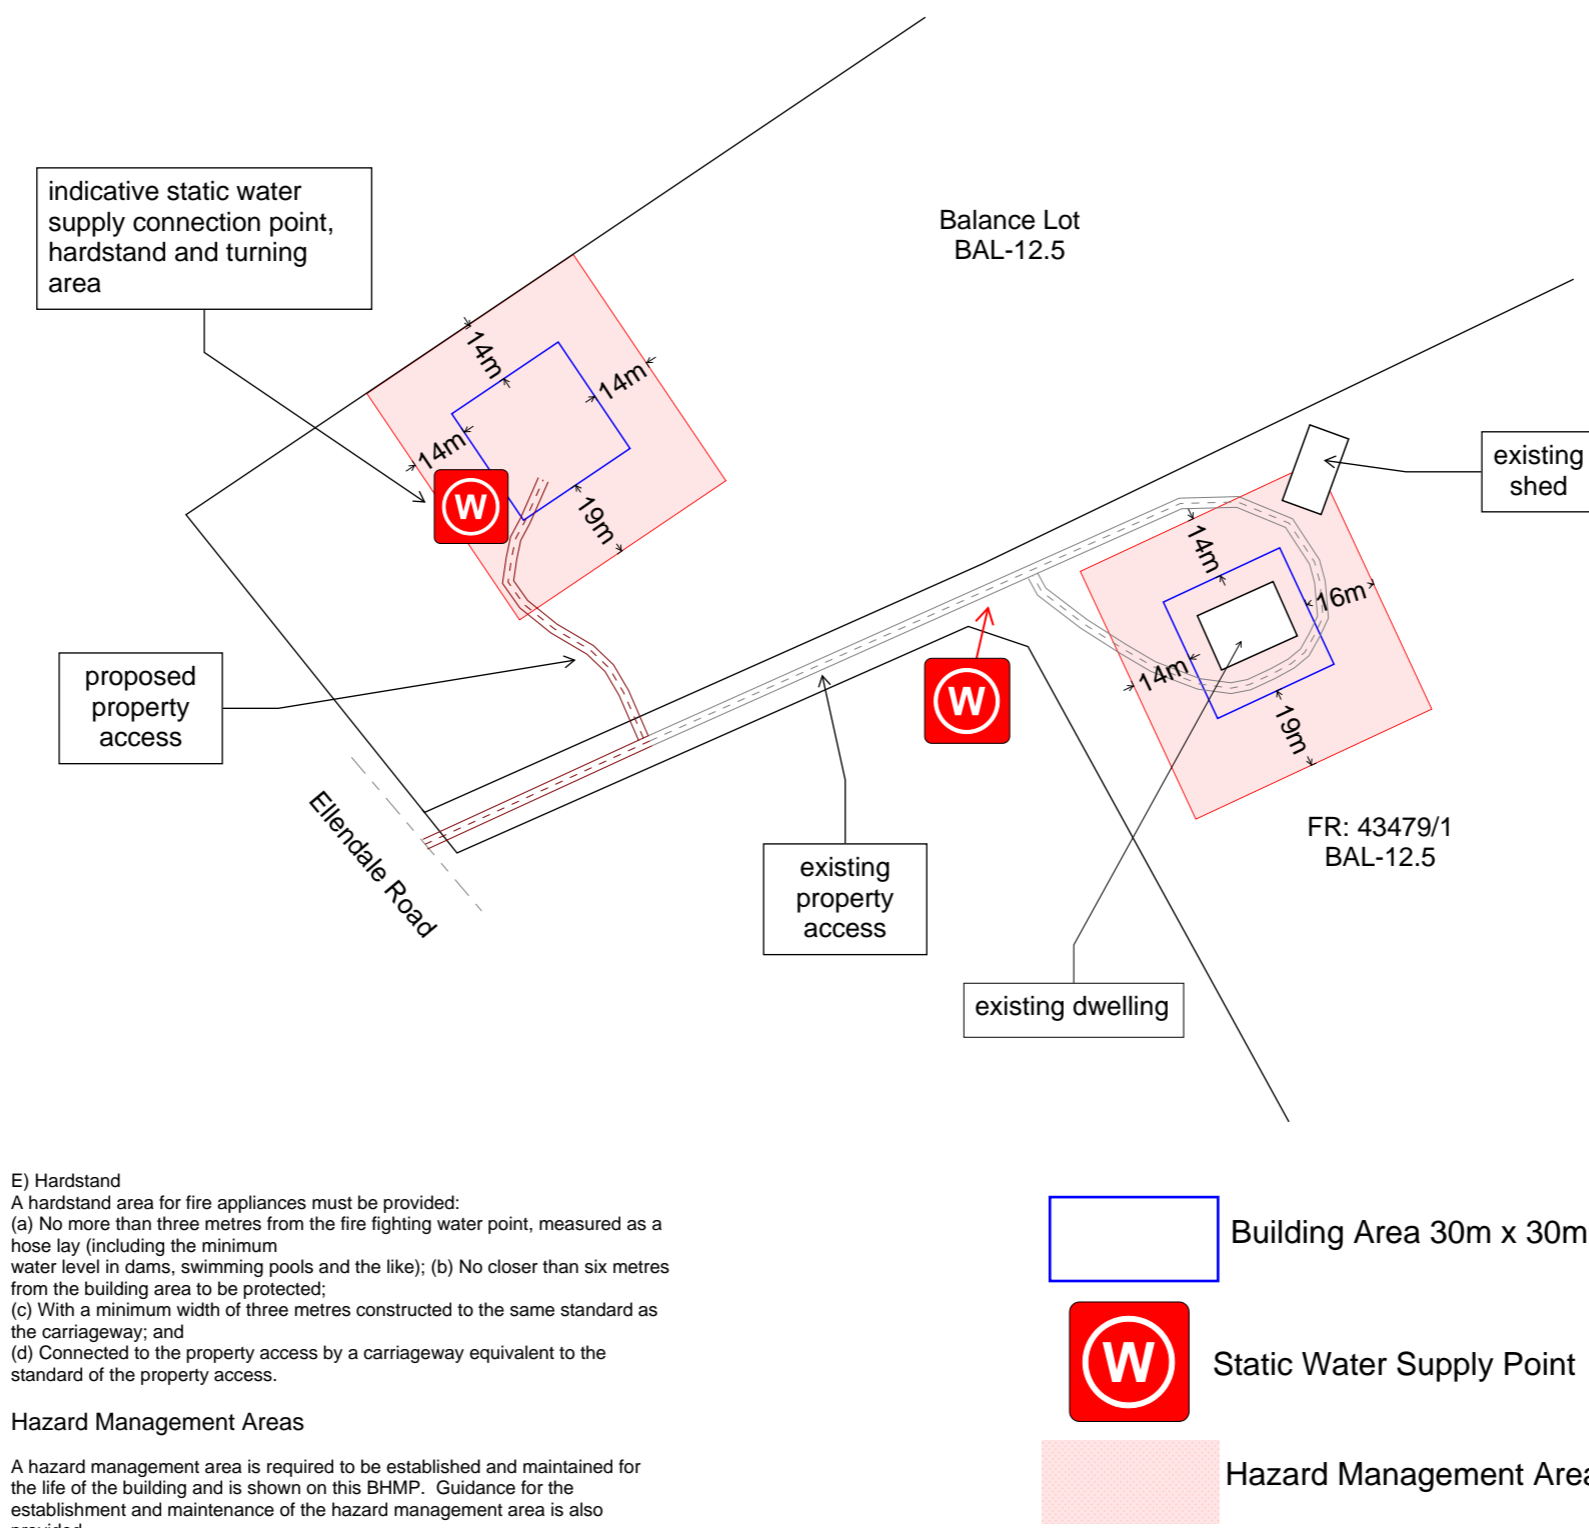 indicative static water
supply connection point,
hardstand and turning
area
Balance Lot
BAL-12.5
14m
14m
14m
19m
W
existing
shed
14m
16m
14m
19m
W
proposed
property
access
Ellendale Road
existing
property
access
existing dwelling
FR: 43479/1
BAL-12.5
E) Hardstand
A hardstand area for fire appliances must be provided:
(a) No more than three metres from the fire fighting water point, measured as a
hose lay (including the minimum
water level in dams, swimming pools and the like); (b) No closer than six metres
from the building area to be protected;
(c) With a minimum width of three metres constructed to the same standard as
the carriageway; and
(d) Connected to the property access by a carriageway equivalent to the
standard of the property access.
Hazard Management Areas
A hazard management area is required to be established and maintained for
the life of the building and is shown on this BHMP. Guidance for the
establishment and maintenance of the hazard management area is also
Building Area 30m x 30m
W
Static Water Supply Point
Hazard Management Area